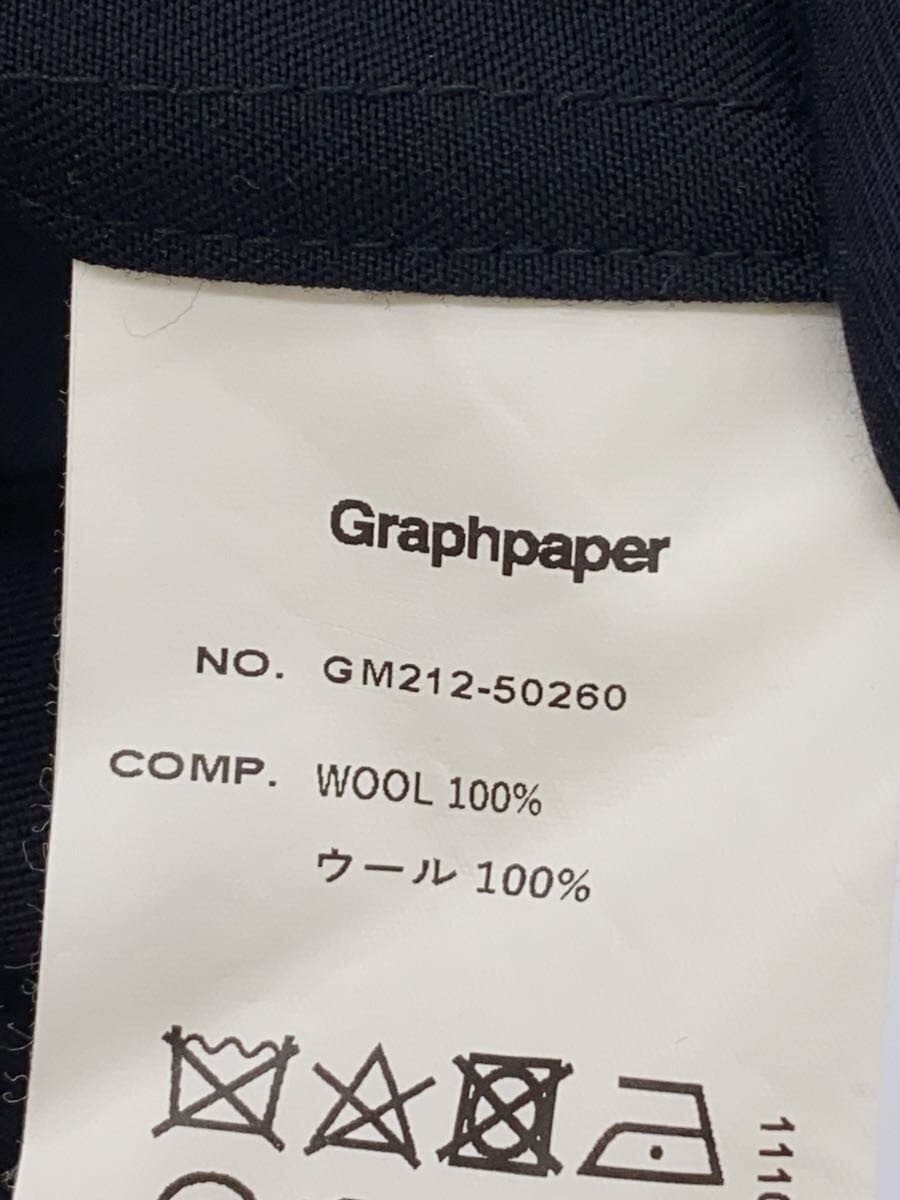 Graphpaper
NO. GM212-50260
COMP. WOOL 100%
ウール 100%